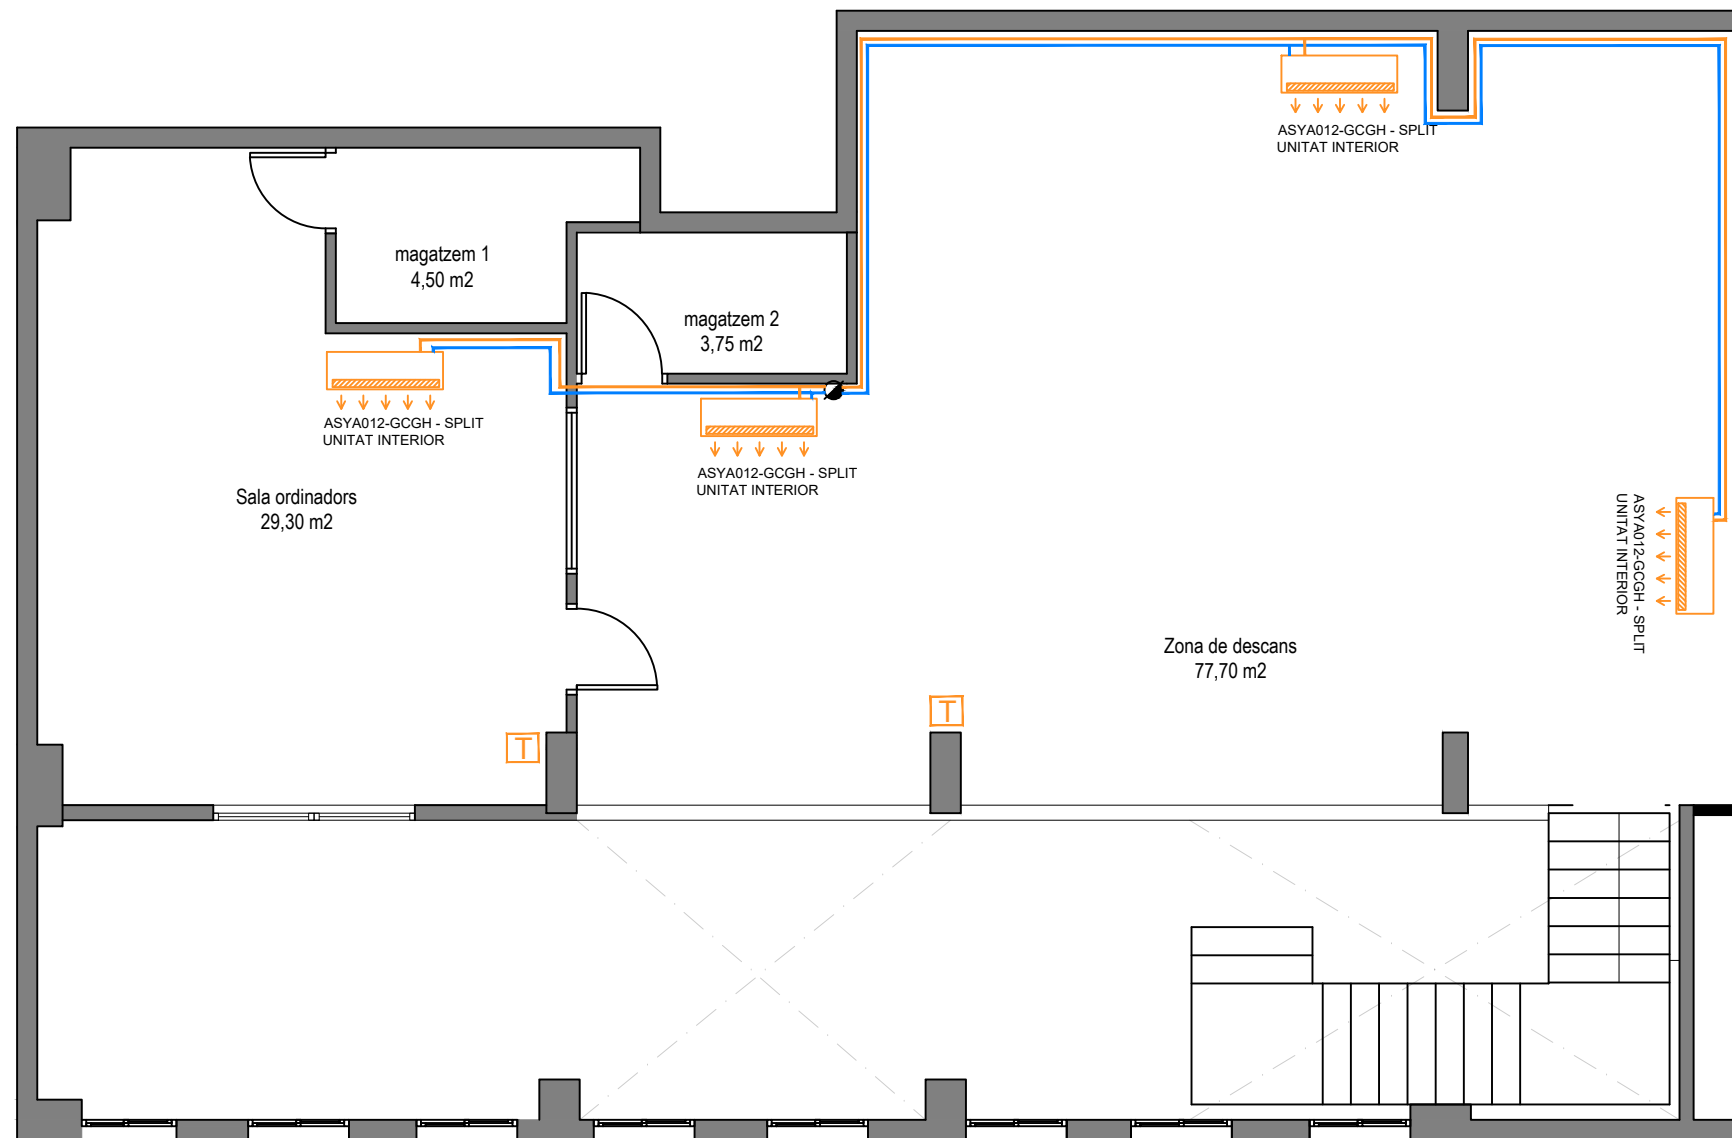 ASYA012-GCGH - SPLIT
UNITAT INTERIOR
magatzem 1
4,50 m2
magatzem 2
3,75 m2
ASYA012-GCGH - SPLIT
UNITAT INTERIOR
ASYA012-GCGH - SPLIT
UNITAT INTERIOR
Sala ordinadors
29,30 m2
ASYA012-GCGH - SPLIT
UNITAT INTERIOR
Zona de descans
77,70 m2
T
T